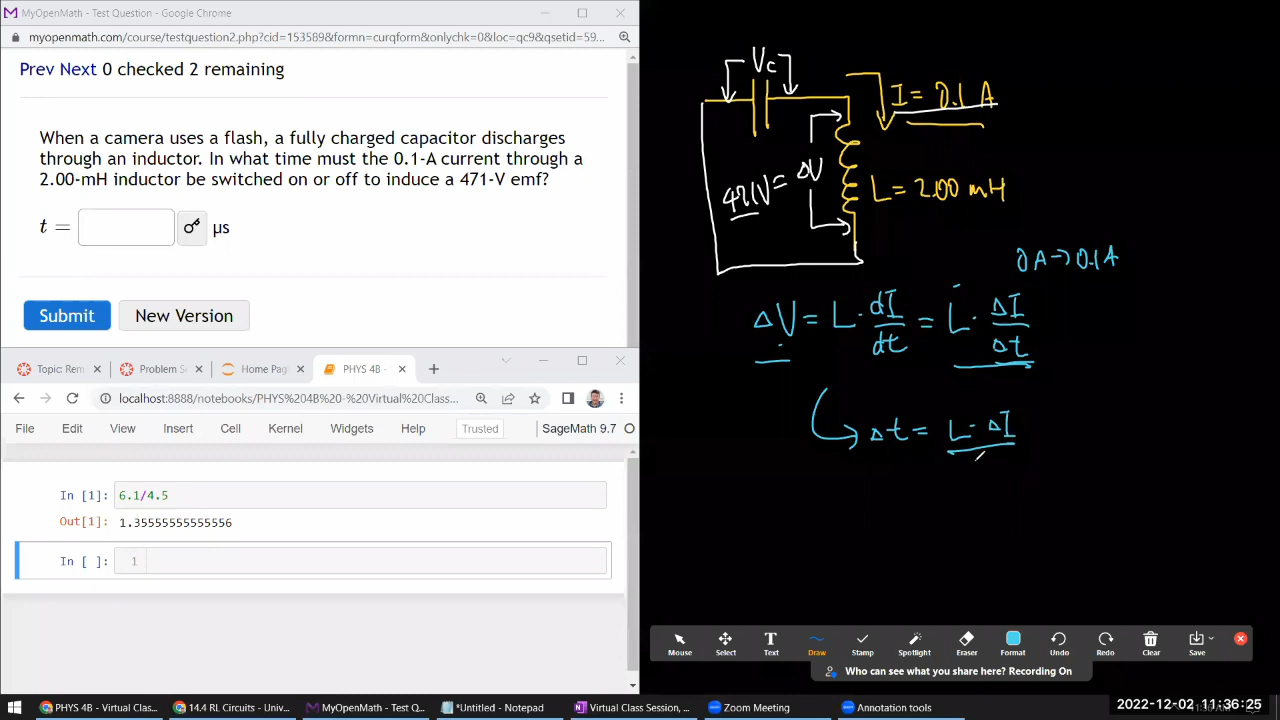 MyOpenMath - Test Question - Google Chrome
myopenmath.com/course/testquestion2.php?cid=153589&formn=curqform&onlychk=0&loc=qc9&qsetid=59...
Prev Next 0 checked 2 remaining
When a camera uses a flash, a fully charged capacitor discharges
through an inductor. In what time must the 0.1-A current through a
2.00-mH inductor be switched on or off to induce a 471-V emf?
t =
μs
Submit
New Version
Topic: Rem
Problem S
Home Pag
PHYS 4B -
localhost:8888/notebooks/PHYS%204B%20-%20Virtual%20Class...
File Edit View Insert Cell Kernel Widgets Help Trusted SageMath 9.7
In [1]: 6.1/4.5
Out[1]: 1.35555555555556
In [ ]: 1
Vc
I = 0.1 A
471V = ΔV
L = 2.00 mH
0A → 0.1A
ΔV = L · dI/dt = L · ΔI/Δt
Δt = L · ΔI
Mouse Select Text Draw Stamp Spotlight Eraser Format Undo Redo Clear Save
Who can see what you share here? Recording On
PHYS 4B - Virtual Cl...
14.4 RL Circuits - Univ...
MyOpenMath - Test Q...
*Untitled - Notepad
Virtual Class Session, ...
Zoom Meeting
Annotation tools
2022-12-02 11:36:25